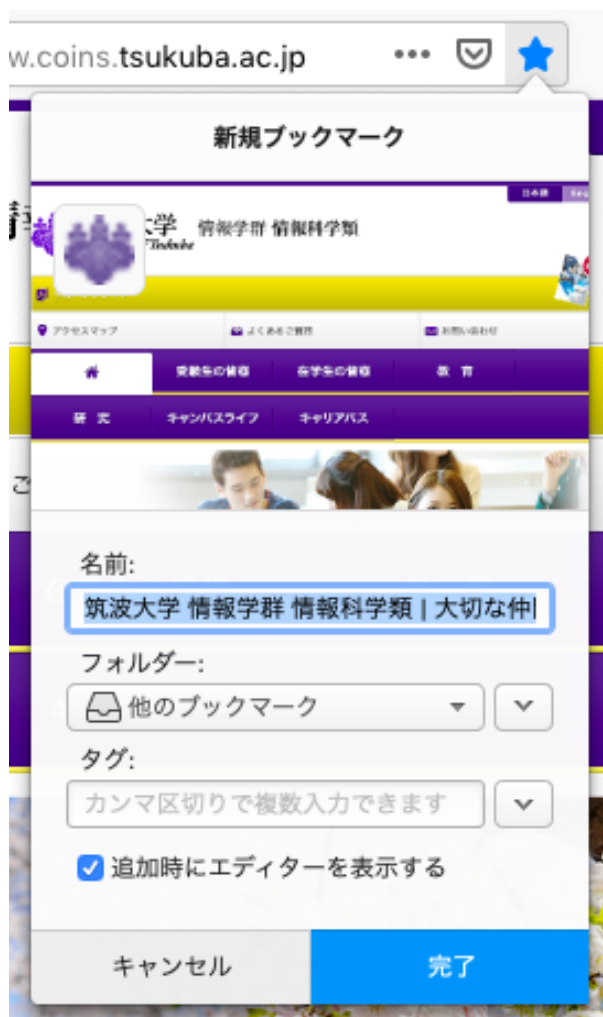 w.coins.tsukuba.ac.jp
新規ブックマーク
日本語
学 情報学群 情報科学類
Tsukuba
アクセスマップ よくあるご質問 お問い合わせ
受験生の皆様 在学生の皆様 教 育
研 究 キャンパスライフ キャリアパス
ご
名前:
筑波大学 情報学群 情報科学類 | 大切な仲
フォルダー:
他のブックマーク
タグ:
カンマ区切りで複数入力できます
追加時にエディターを表示する
キャンセル 完了